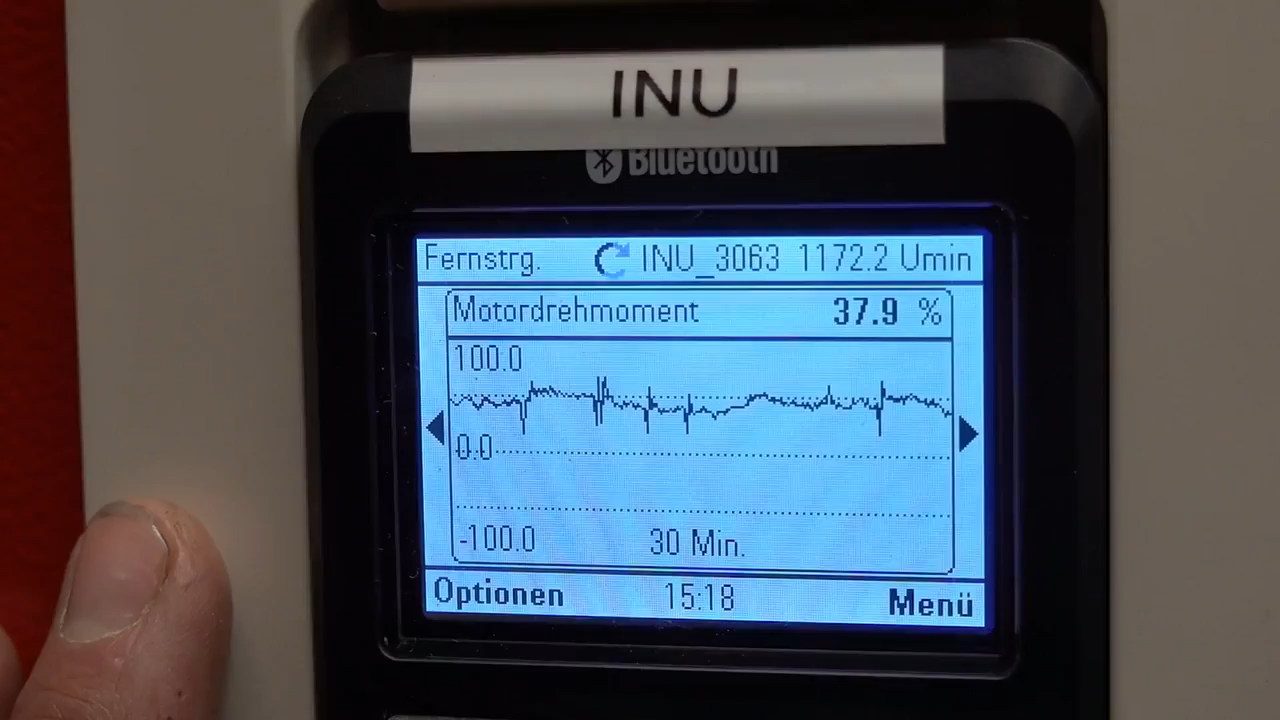 INU
Bluetooth
Fernstrg. INU_3063 1172.2 Umin
Motordrehmoment 37.9 %
100.0
0.0
-100.0 30 Min.
Optionen 15:18 Menü